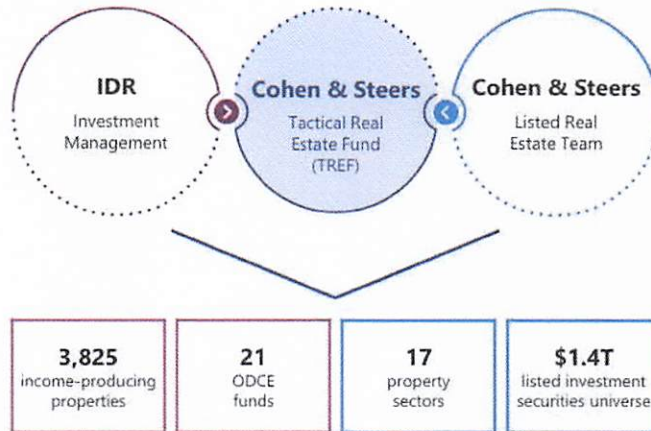 IDR
Investment
Management
Cohen & Steers
Tactical Real
Estate Fund
(TREF)
Cohen & Steers
Listed Real
Estate Team
3,825
income-producing
properties
21
ODCE
funds
17
property
sectors
$1.4T
listed investment
securities universe